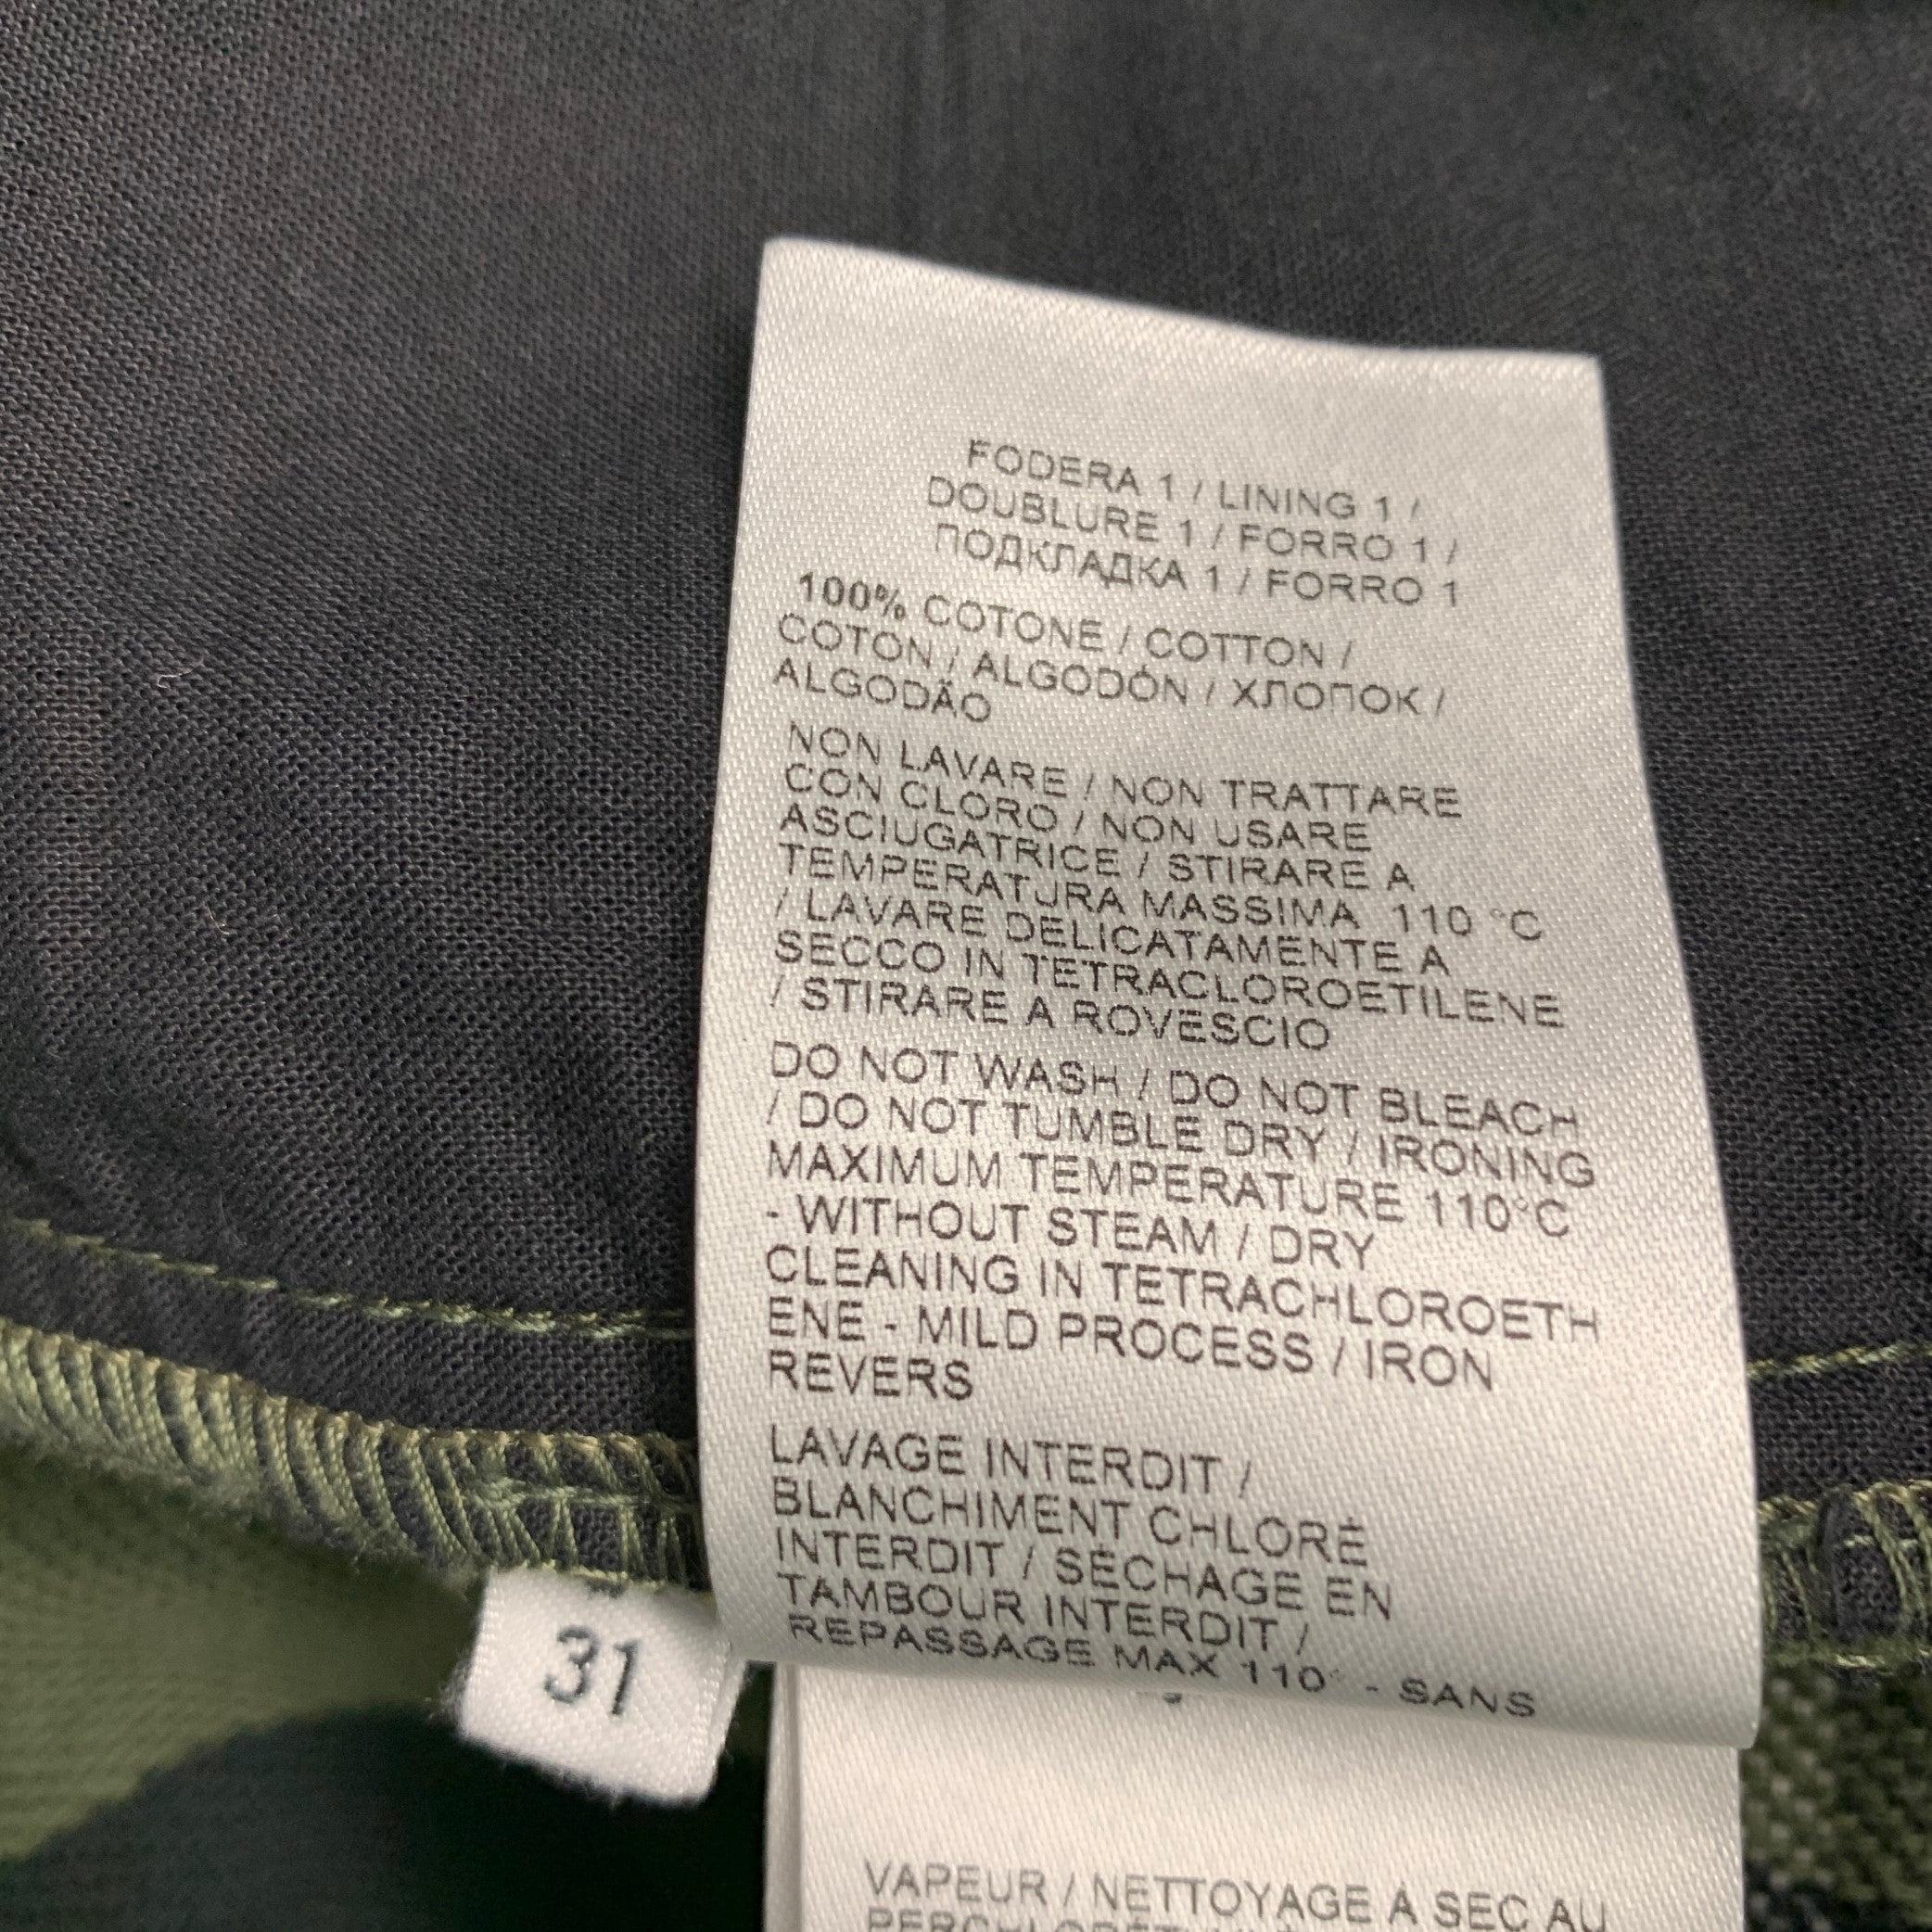 FODERA 1 / LINING 1 /
DOUBLURE 1 / FORRO 1 /
ПОДКЛАДКА 1 / FORRO 1
100% COTONE / COTTON /
COTON / ALGODÓN / ХЛОПОК /
ALGODÃO
NON LAVARE / NON TRATTARE
CON CLORO / NON USARE
ASCIUGATRICE / STIRARE A
TEMPERATURA MASSIMA 110 °C
/ LAVARE DELICATAMENTE A
SECCO IN TETRACLOROETILENE
/ STIRARE A ROVESCIO
DO NOT WASH / DO NOT BLEACH
/ DO NOT TUMBLE DRY / IRONING
MAXIMUM TEMPERATURE 110°C
- WITHOUT STEAM / DRY
CLEANING IN TETRACHLOROETH
ENE - MILD PROCESS / IRON
REVERS
LAVAGE INTERDIT /
BLANCHIMENT CHLORÉ
INTERDIT / SÉCHAGE EN
TAMBOUR INTERDIT /
REPASSAGE MAX 110° - SANS
31
VAPEUR / NETTOYAGE À SEC AU